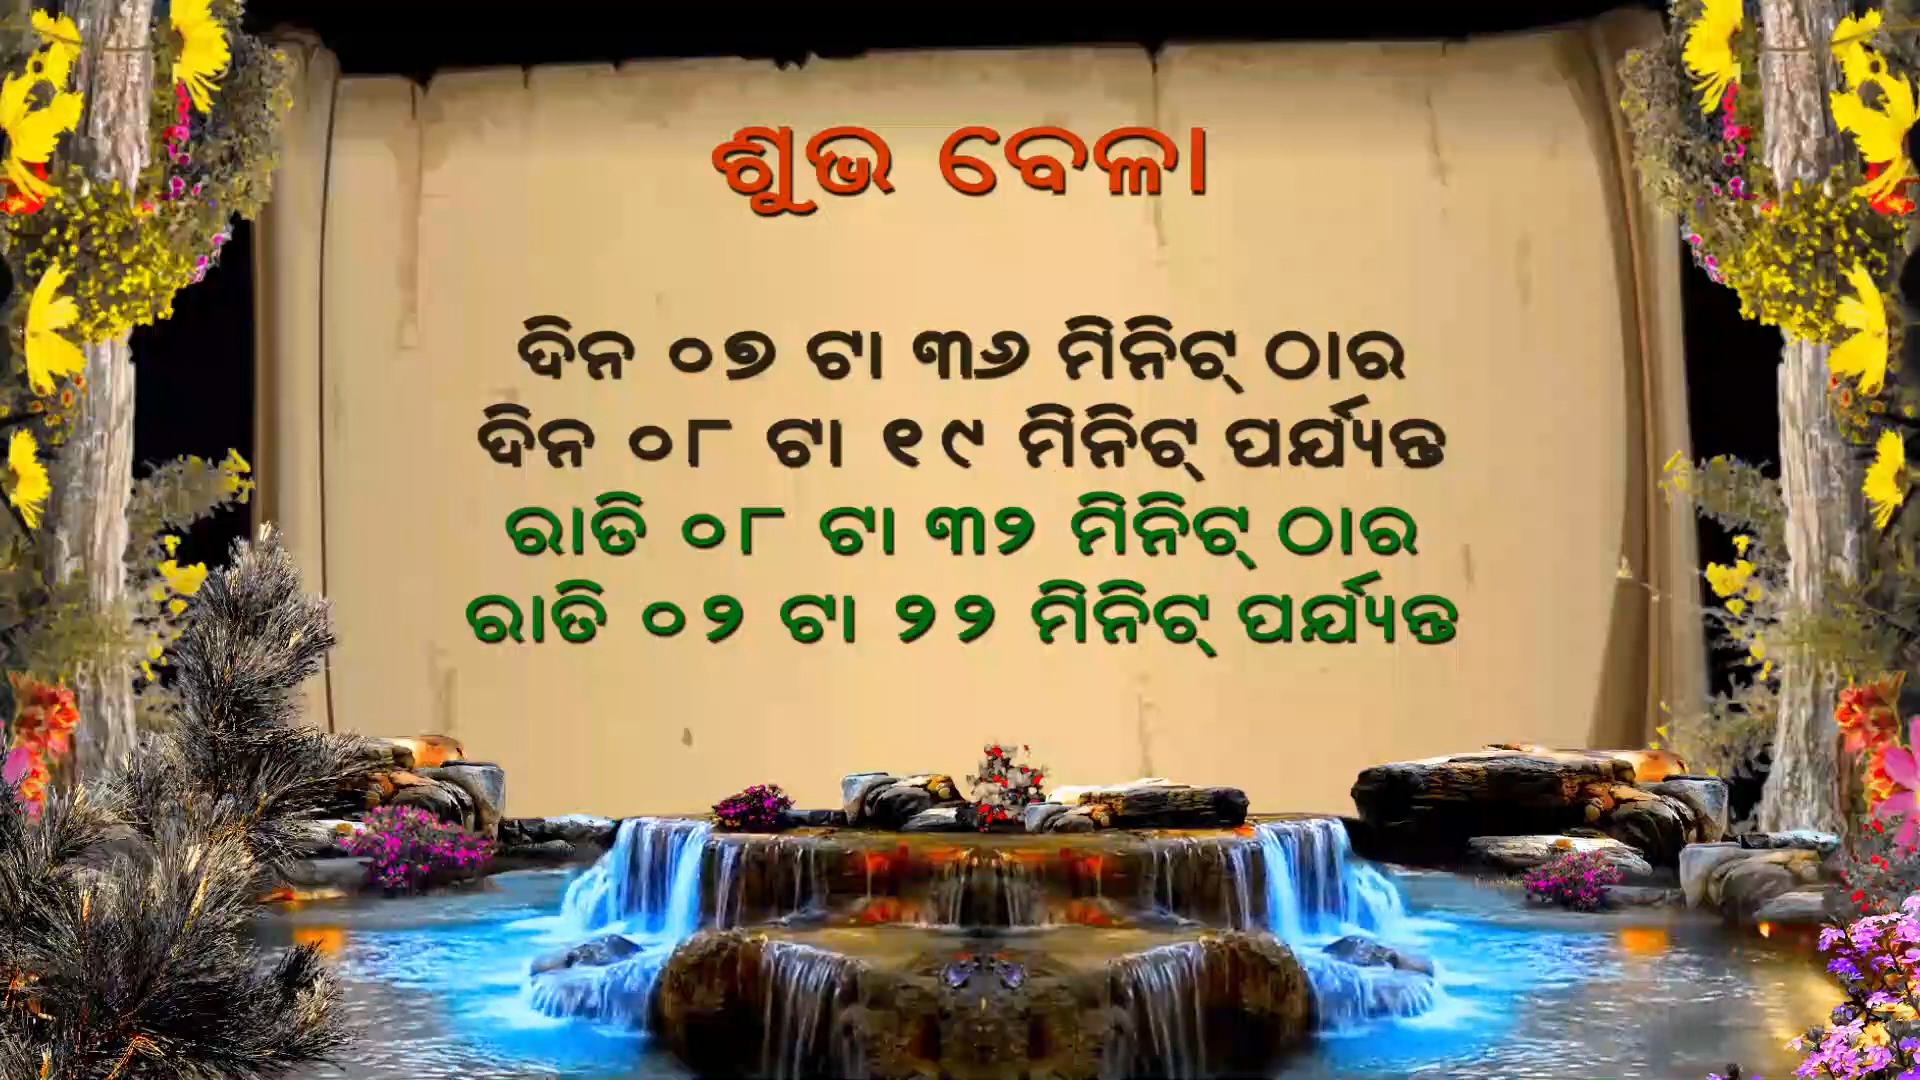 ଶୁଭ ବେଳା
ଦିନ ୦୭ ଟା ୩୬ ମିନିଟ୍ ଠାର
ଦିନ ୦୮ ଟା ୧୯ ମିନିଟ୍ ପର୍ଯ୍ୟନ୍ତ
ରାତି ୦୮ ଟା ୩୨ ମିନିଟ୍ ଠାର
ରାତି ୦୨ ଟା ୨୨ ମିନିଟ୍ ପର୍ଯ୍ୟନ୍ତ